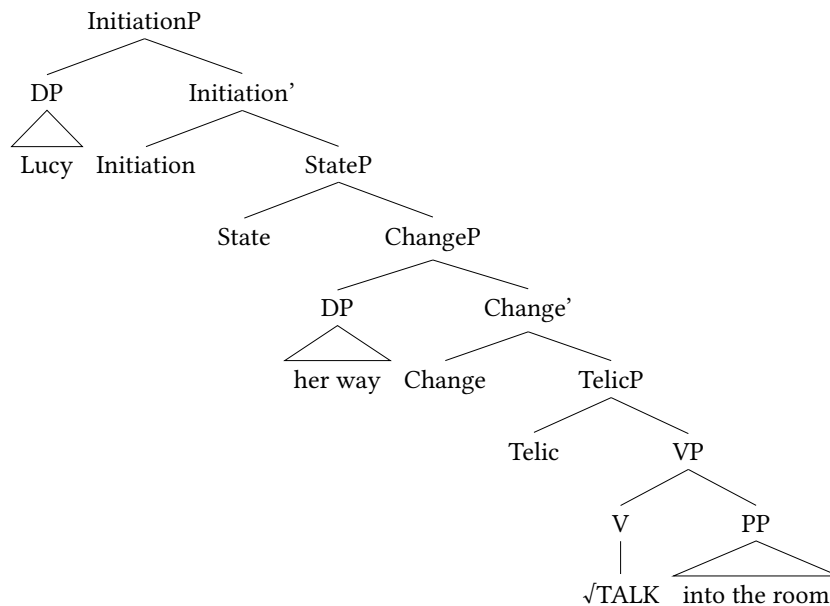 InitiationP
DP Initiation’
Lucy Initiation StateP
State ChangeP
DP Change’
her way Change TelicP
Telic VP
V PP
√TALK into the room